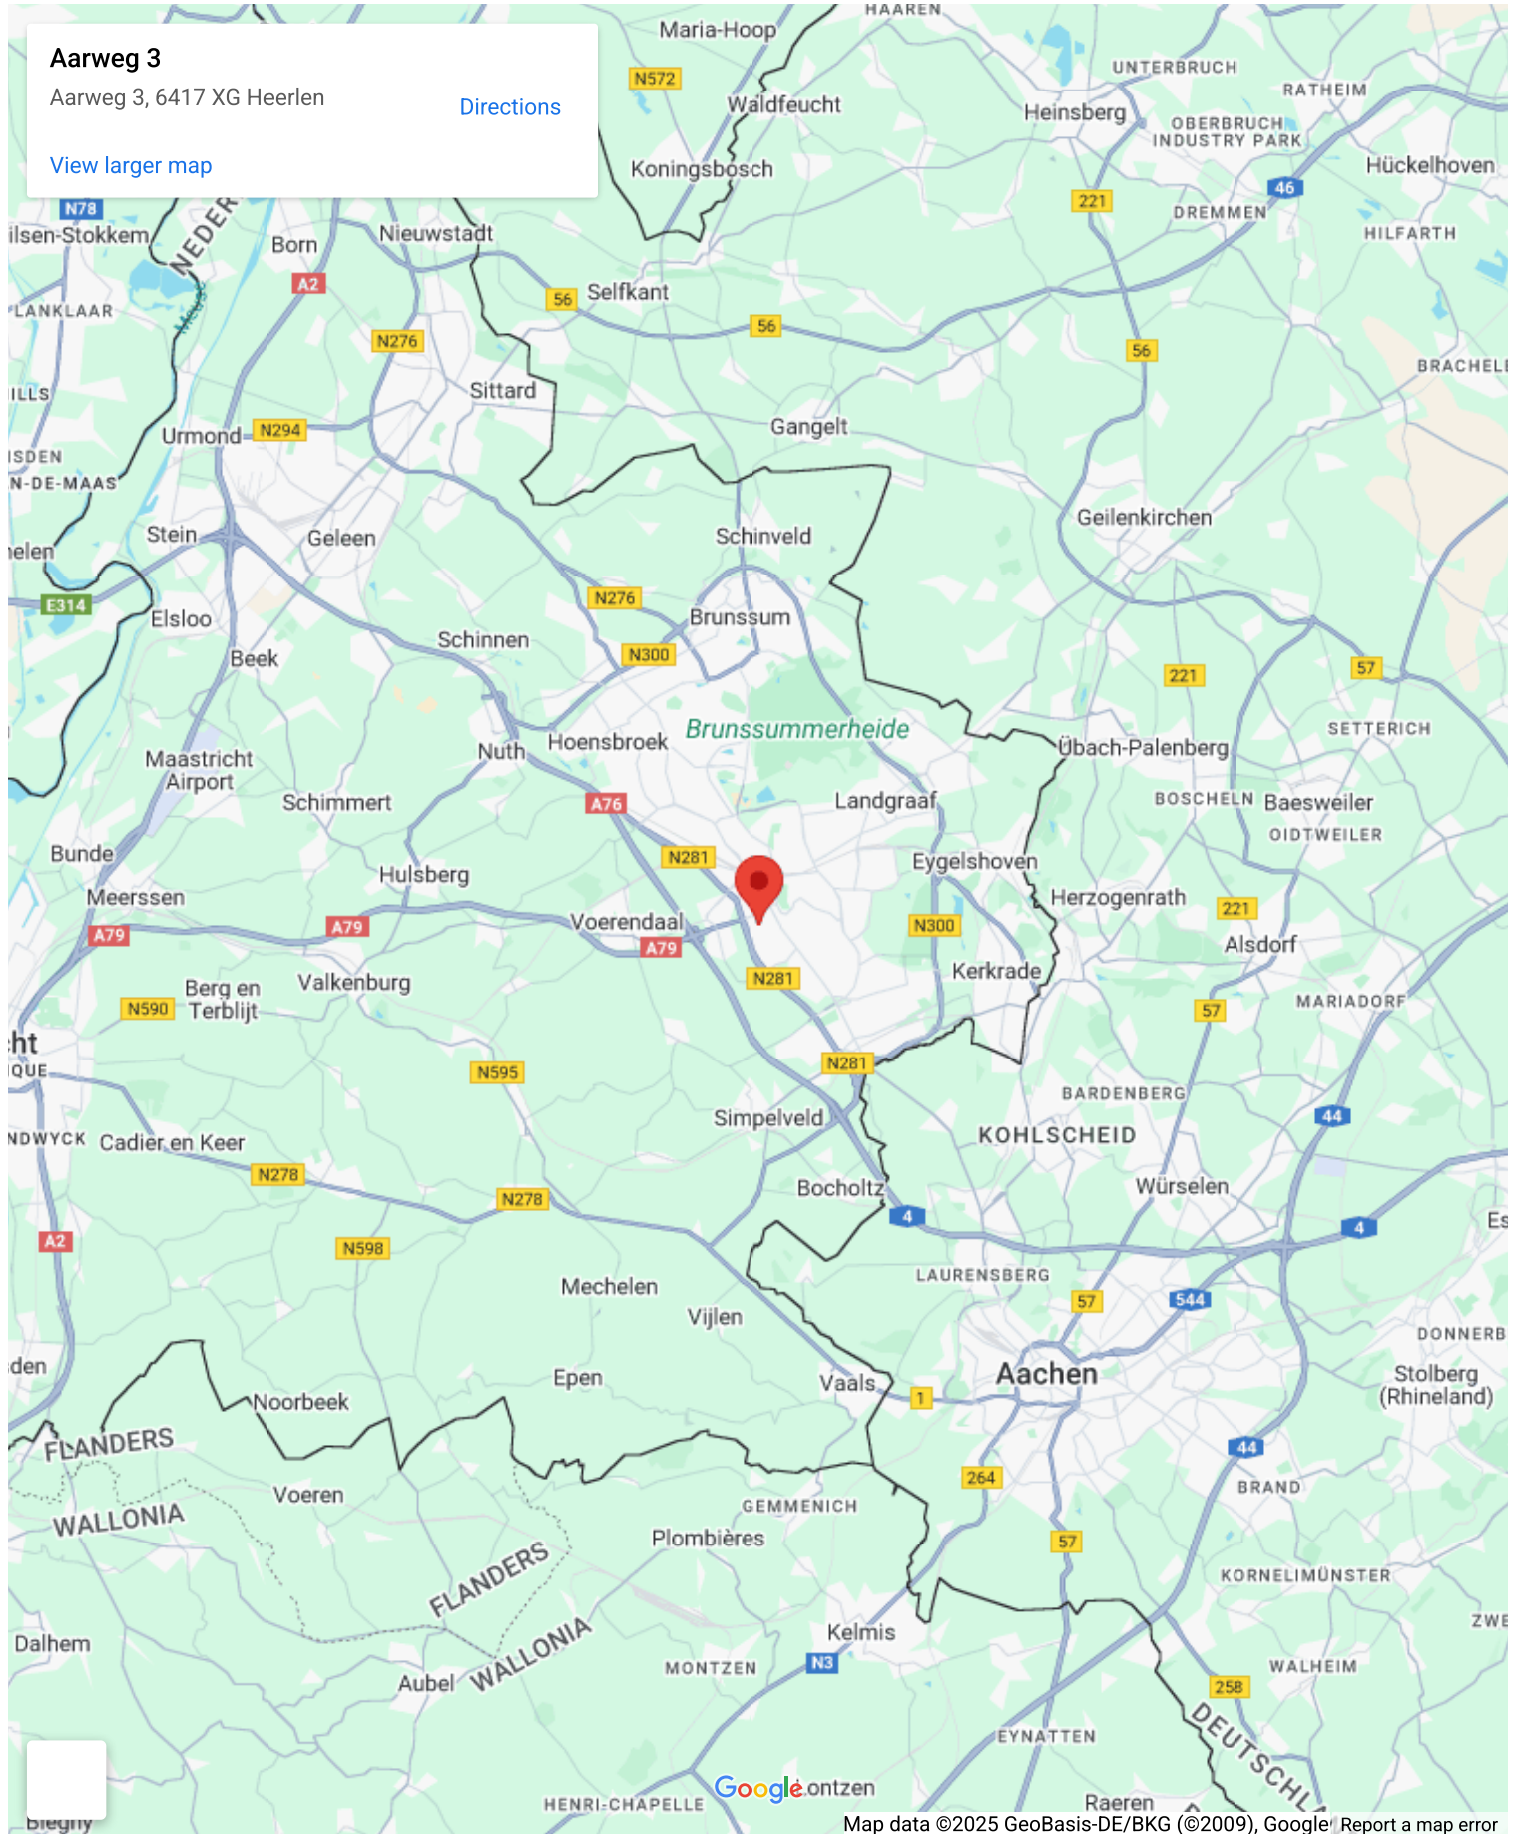 Aarweg 3
Aarweg 3, 6417 XG Heerlen
Directions
View larger map
HAAREN
Maria-Hoop
UNTERBRUCH
N572
RATHEIM
Waldfeucht
Heinsberg
OBERBRUCH
INDUSTRY PARK
Hückelhoven
Koningsbosch
46
221
N78
DREMMEN
ilsen-Stokkem
NEDER
Born
Nieuwstadt
HILFARTH
A2
Selfkant
56
LANKLAAR
Meuse
56
N276
56
BRACHELE
ILLS
Sittard
Gangelt
Urmond
N294
ISDEN
N-DE-MAAS
Geilenkirchen
Stein
Geleen
Schinveld
helen
N276
E314
Elsloo
Brunssum
Schinnen
N300
Beek
57
221
Brunssummerheide
SETTERICH
Nuth
Hoensbroek
Übach-Palenberg
Maastricht
Airport
Schimmert
A76
Landgraaf
BOSCHELN
Baesweiler
OIDTWEILER
Bunde
N281
Eygelshoven
Hulsberg
Meerssen
Herzogenrath
221
A79
A79
Voerendaal
A79
N300
Alsdorf
Kerkrade
N281
Valkenburg
Berg en
Terblijt
N590
57
MARIADORF
cht
IQUE
N595
N281
BARDENBERG
44
Simpelveld
KOHLSCHEID
NDWYCK
Cadier en Keer
N278
Bocholtz
Würselen
N278
4
4
Es
A2
N598
LAURENSBERG
Mechelen
57
544
Vijlen
DONNERB
den
Epen
Vaals
Aachen
Stolberg
(Rhineland)
Noorbeek
1
FLANDERS
44
264
BRAND
Voeren
GEMMENICH
WALLONIA
Plombières
57
FLANDERS
KORNELIMÜNSTER
ZWE
Dalhem
Kelmis
WALLONIA
MONTZEN
N3
WALHEIM
Aubel
258
DEUTSCHLA
EYNATTEN
Google
Lontzen
HENRI-CHAPELLE
Raeren
Blegny
Map data ©2025 GeoBasis-DE/BKG (©2009), Google
Report a map error